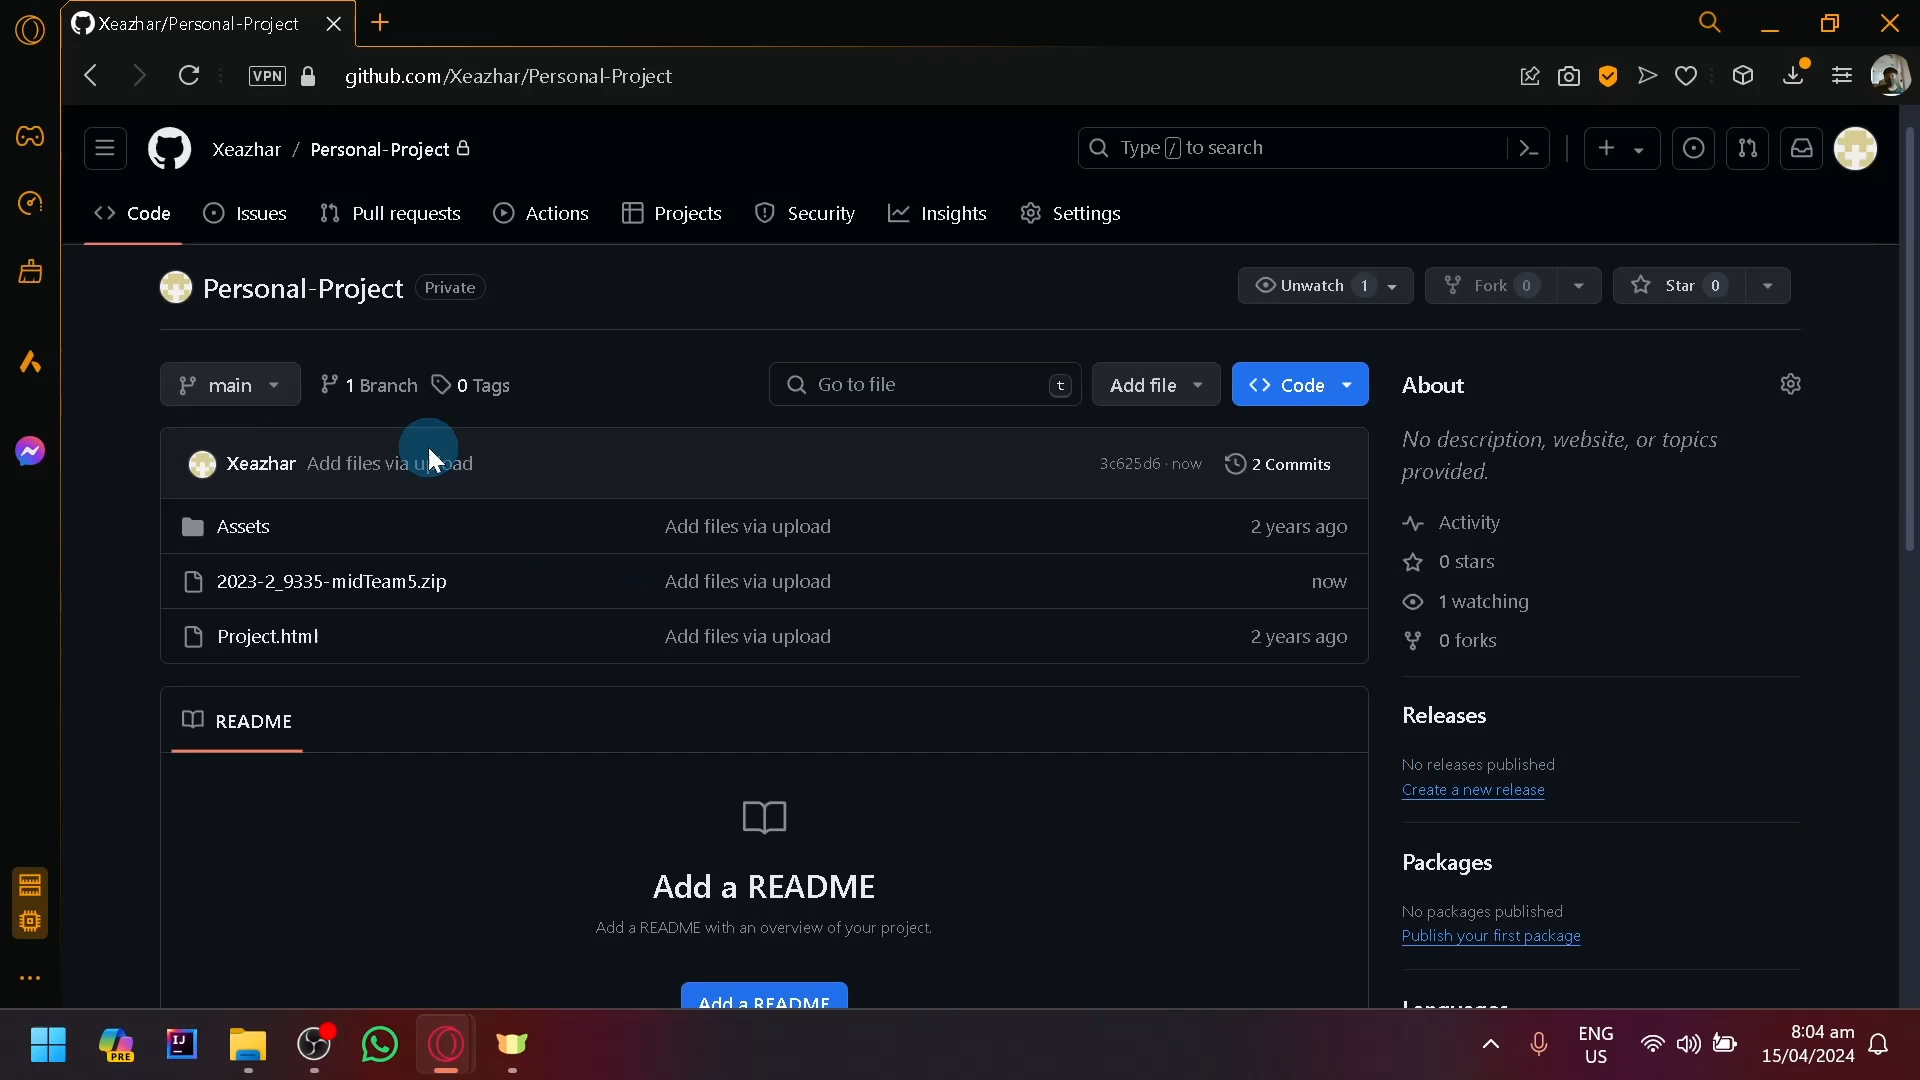 Xeazhar/Personal-Project
VPN
github.com/Xeazhar/Personal-Project
Xeazhar / Personal-Project
Type / to search
Code
Issues
Pull requests
Actions
Projects
Security
Insights
Settings
Personal-Project
Private
Unwatch 1
Fork 0
Star 0
main
1 Branch
0 Tags
Go to file
t
Add file
Code
Xeazhar Add files via upload
3c625d6 · now
2 Commits
Assets
Add files via upload
2 years ago
2023-2_9335-midTeam5.zip
Add files via upload
now
Project.html
Add files via upload
2 years ago
README
Add a README
Add a README with an overview of your project.
Add a README
About
No description, website, or topics
provided.
Activity
0 stars
1 watching
0 forks
Releases
No releases published
Create a new release
Packages
No packages published
Publish your first package
Languages
PRE
IJ
ENG
US
8:04 am
15/04/2024